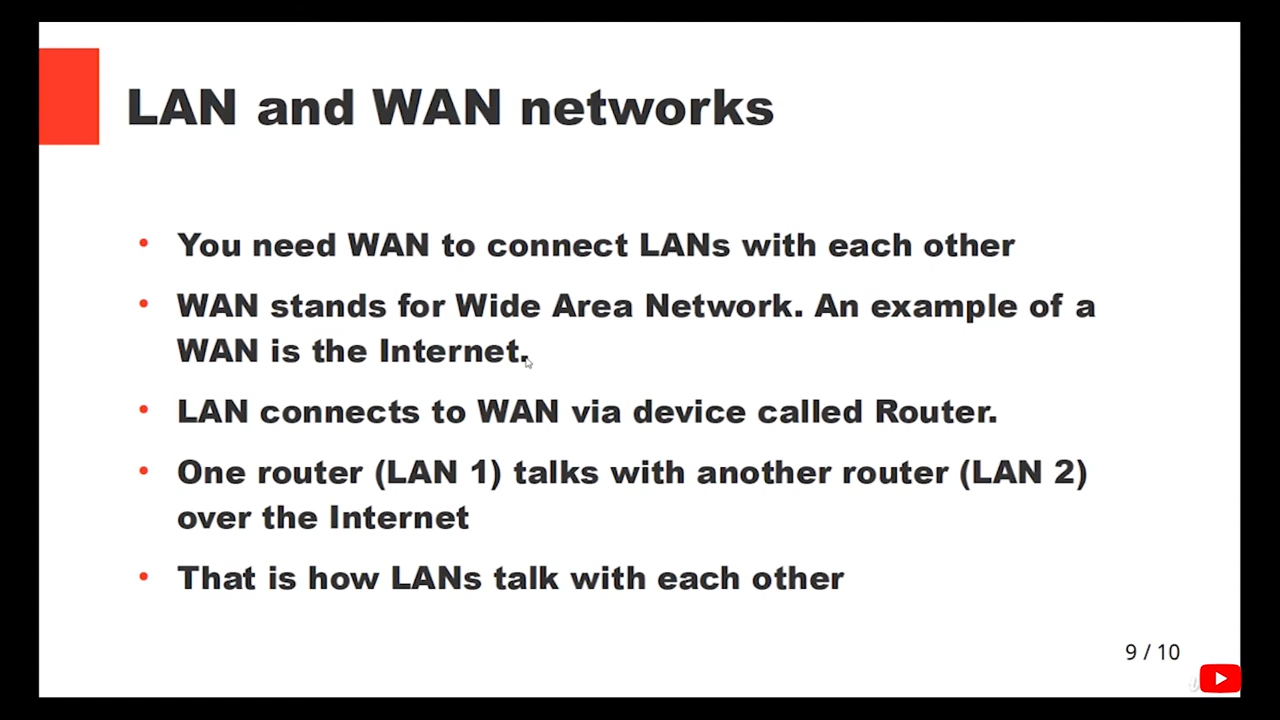 LAN and WAN networks
• You need WAN to connect LANs with each other
• WAN stands for Wide Area Network. An example of a
WAN is the Internet.
• LAN connects to WAN via device called Router.
• One router (LAN 1) talks with another router (LAN 2)
over the Internet
• That is how LANs talk with each other
9 / 10